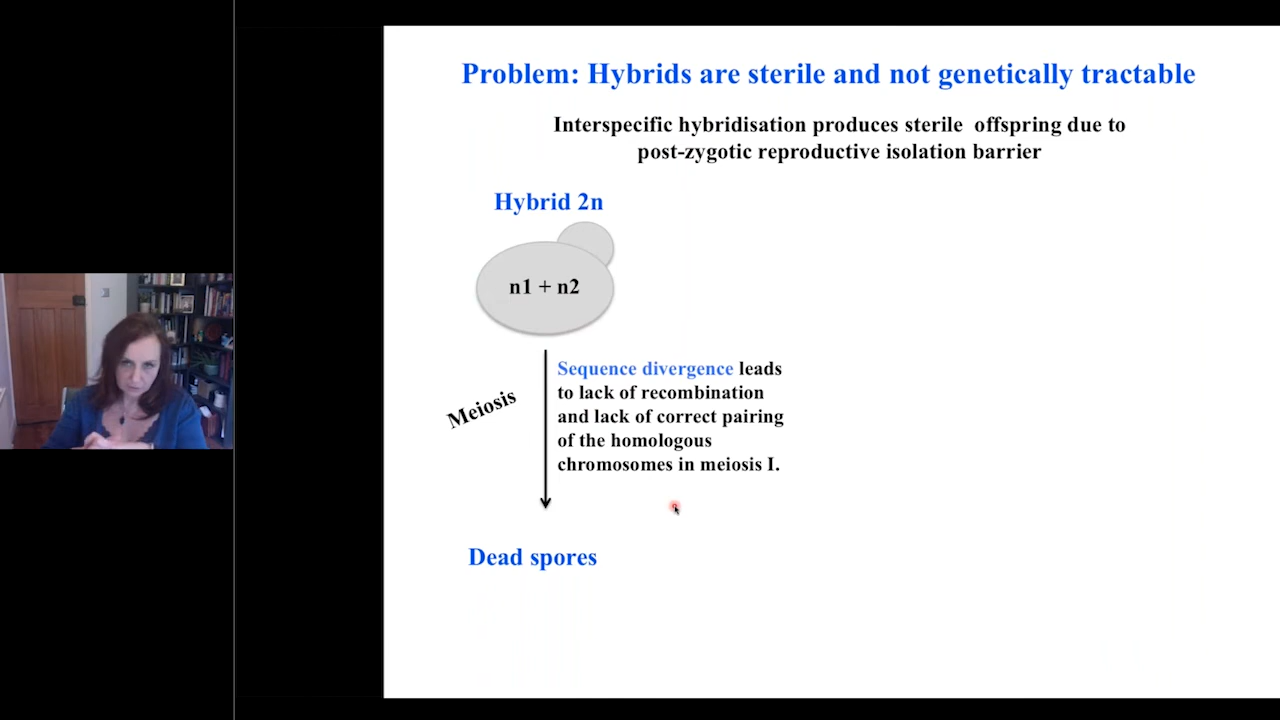 Problem: Hybrids are sterile and not genetically tractable
Interspecific hybridisation produces sterile offspring due to
post-zygotic reproductive isolation barrier
Hybrid 2n
n1 + n2
Meiosis
Sequence divergence leads
to lack of recombination
and lack of correct pairing
of the homologous
chromosomes in meiosis I.
Dead spores